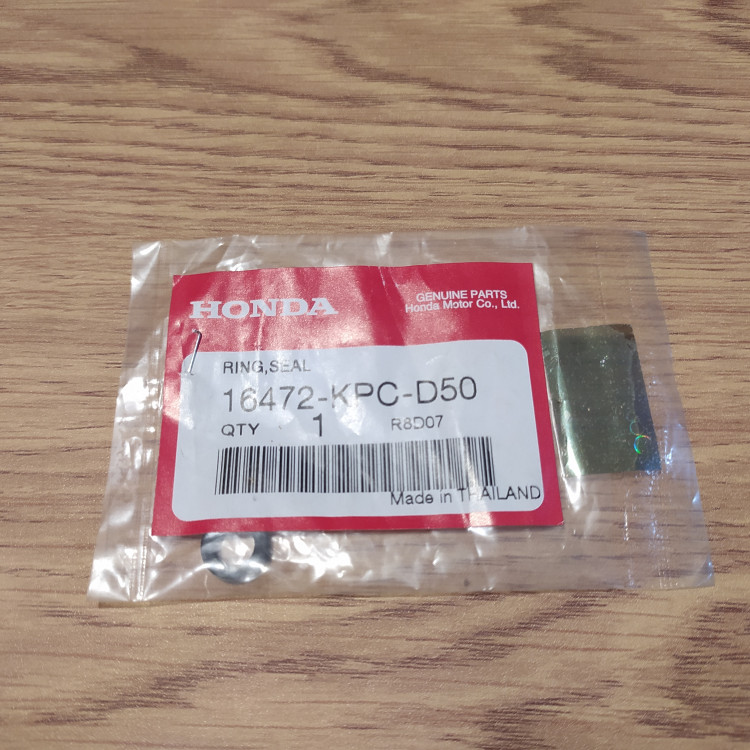 HONDA
GENUINE PARTS
Honda Motor Co., Ltd.
RING,SEAL
16472-KPC-D50
QTY 1 R8D07
Made in THAILAND